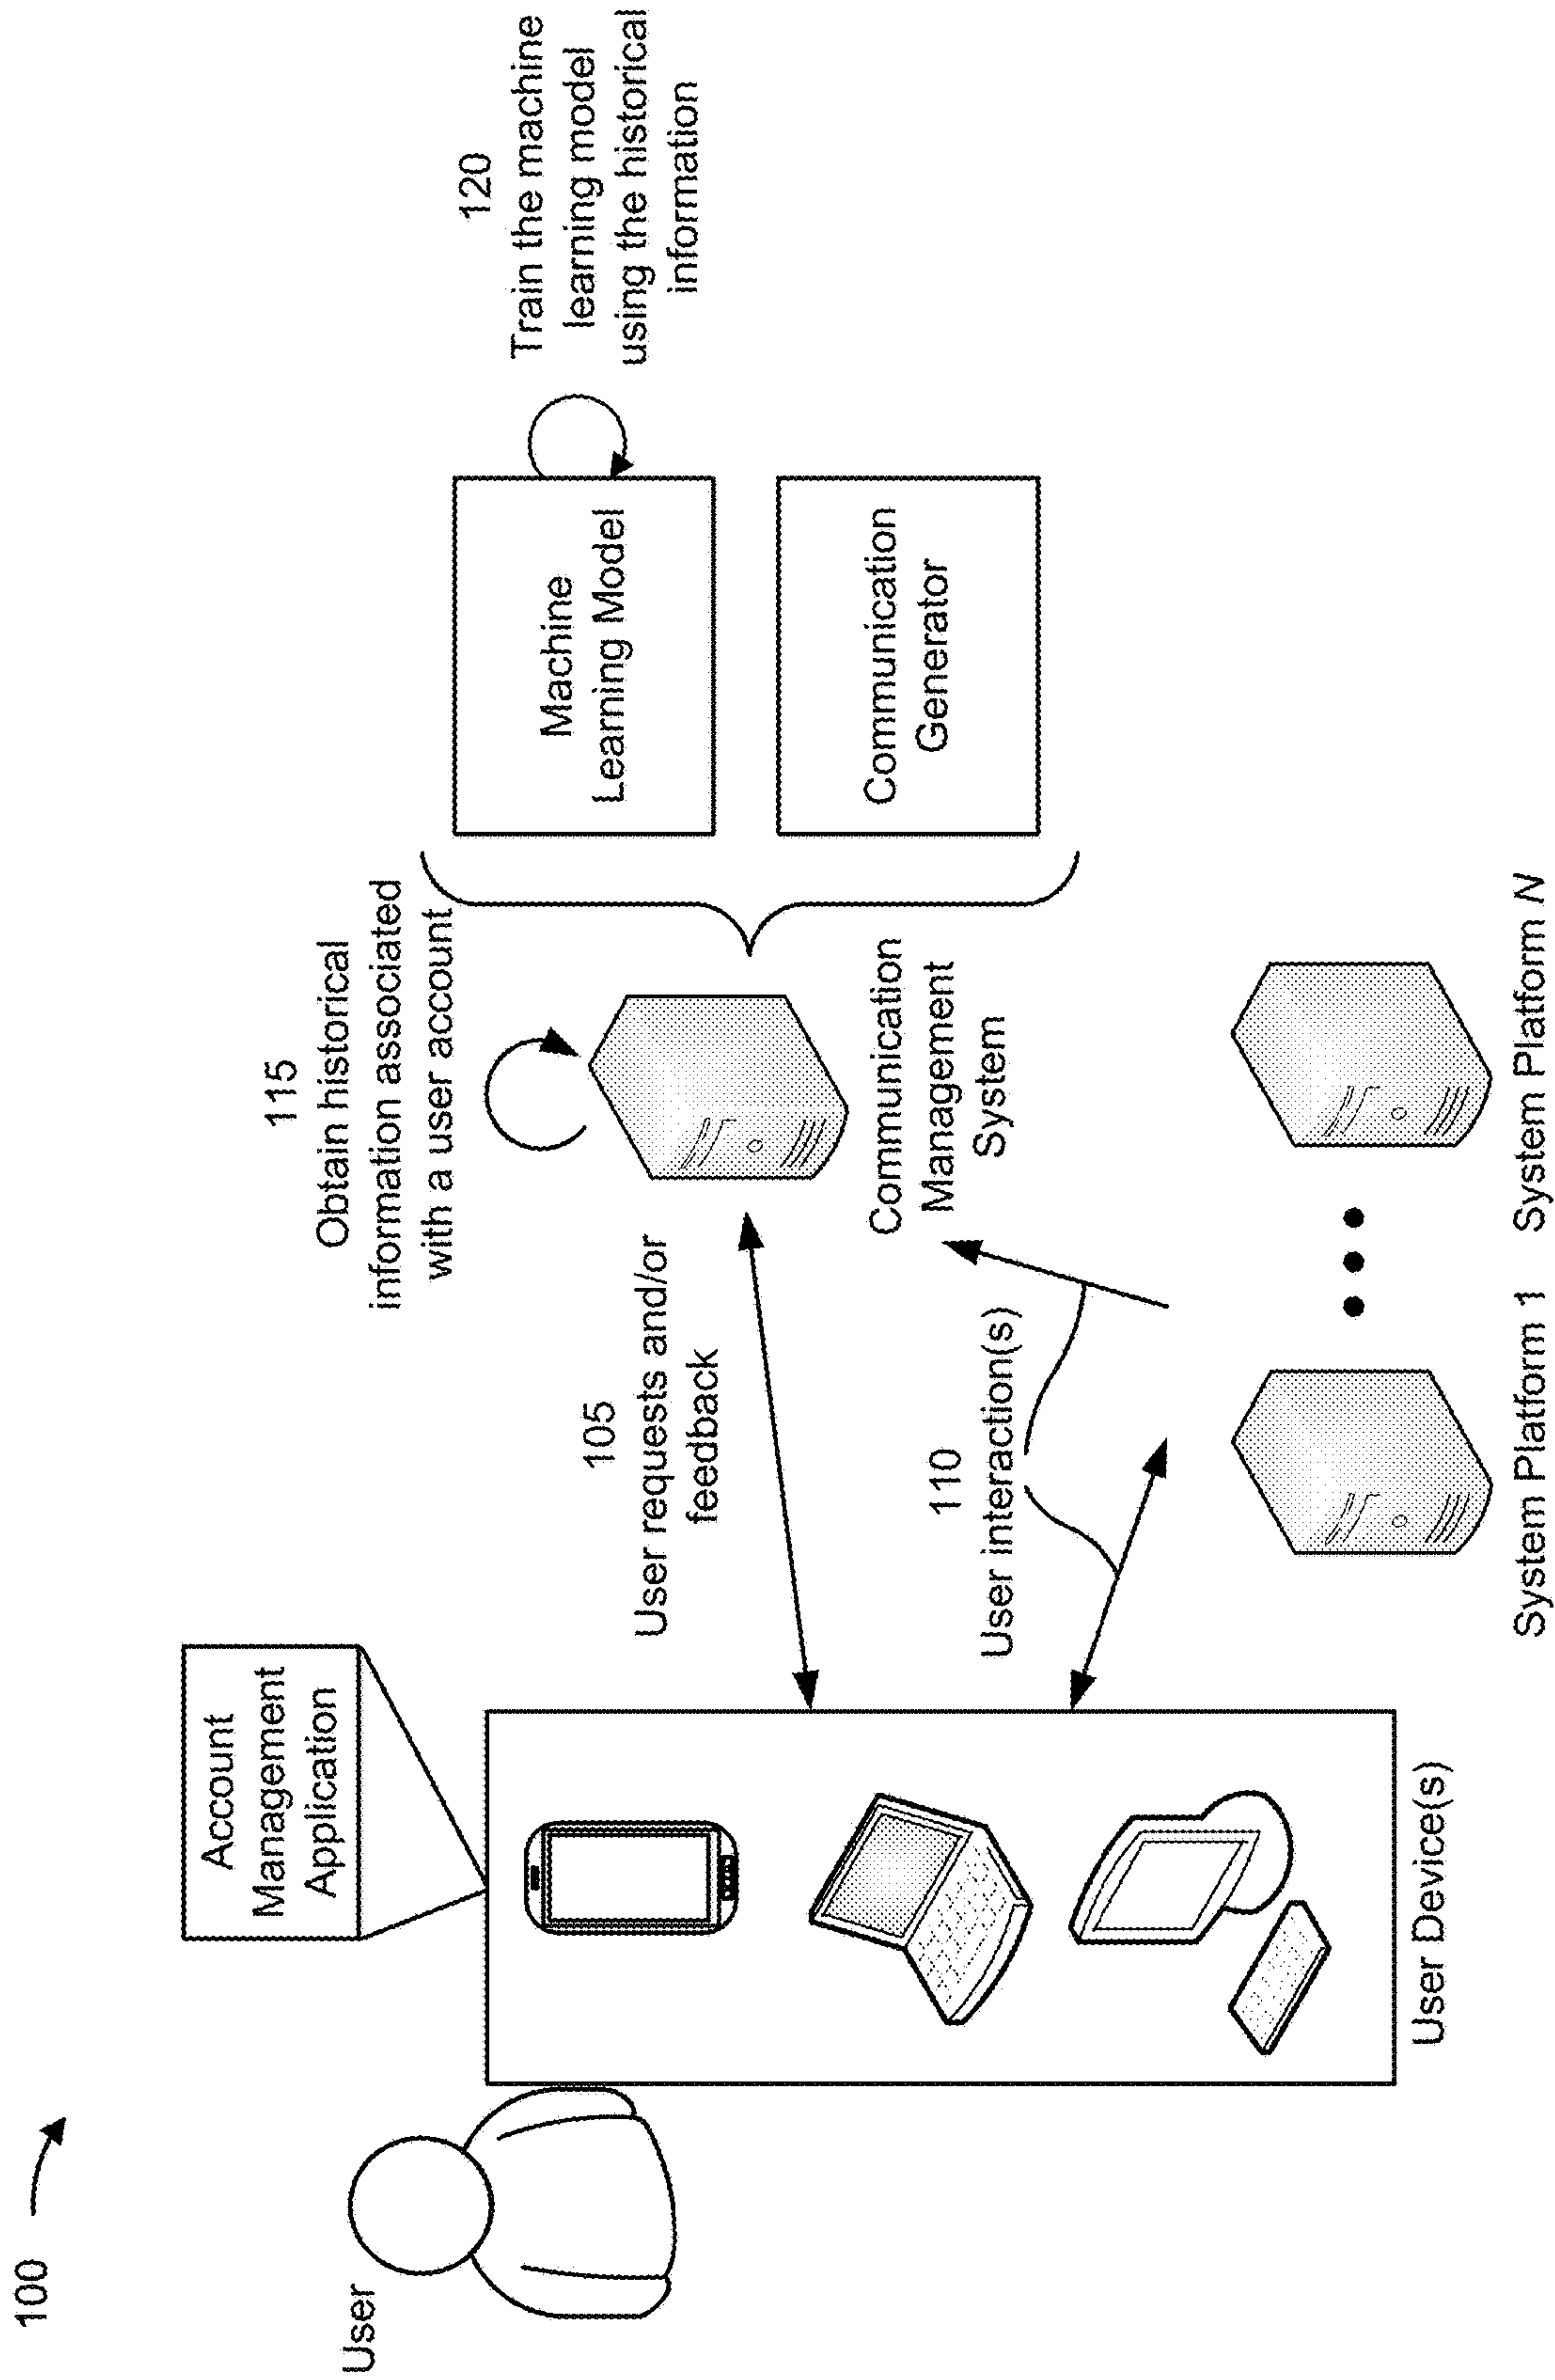 100
User
Account
Management
Application
User Device(s)
105
User requests and/or
feedback
110
User interaction(s)
115
Obtain historical
information associated
with a user account
Communication
Management
System
System Platform 1
System Platform N
Machine
Learning Model
Communication
Generator
120
Train the machine
learning model
using the historical
information